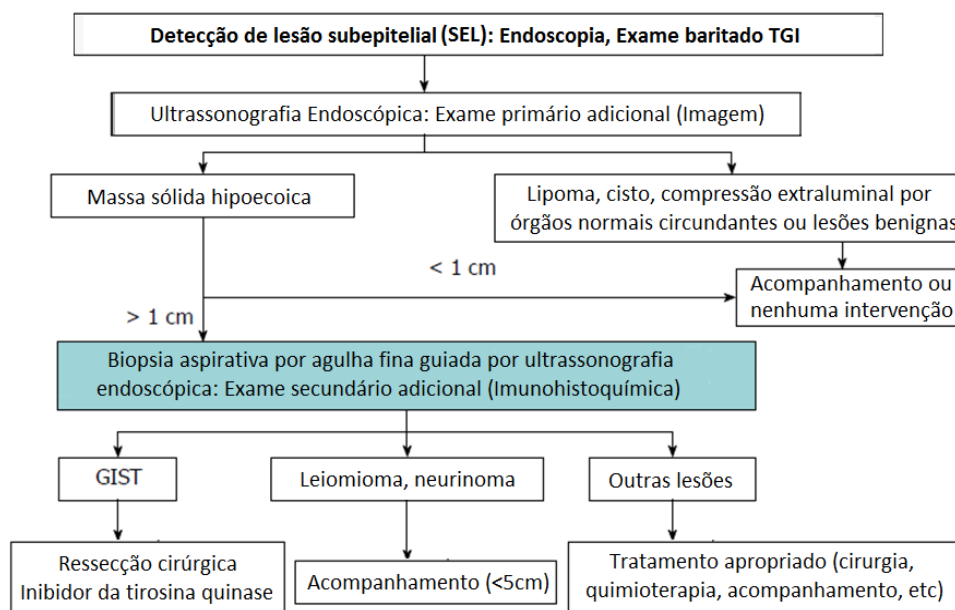 Detecção de lesão subepitelial (SEL): Endoscopia, Exame baritado TGI
Ultrassonografia Endoscópica: Exame primário adicional (Imagem)
Massa sólida hipoecoica
Lipoma, cisto, compressão extraluminal por
órgãos normais circundantes ou lesões benignas
< 1 cm
Acompanhamento ou
nenhuma intervenção
> 1 cm
Biopsia aspirativa por agulha fina guiada por ultrassonografia
endoscópica: Exame secundário adicional (Imunohistoquímica)
GIST
Leiomioma, neurinoma
Outras lesões
Ressecção cirúrgica
Inibidor da tirosina quinase
Acompanhamento (<5cm)
Tratamento apropriado (cirurgia,
quimioterapia, acompanhamento, etc)